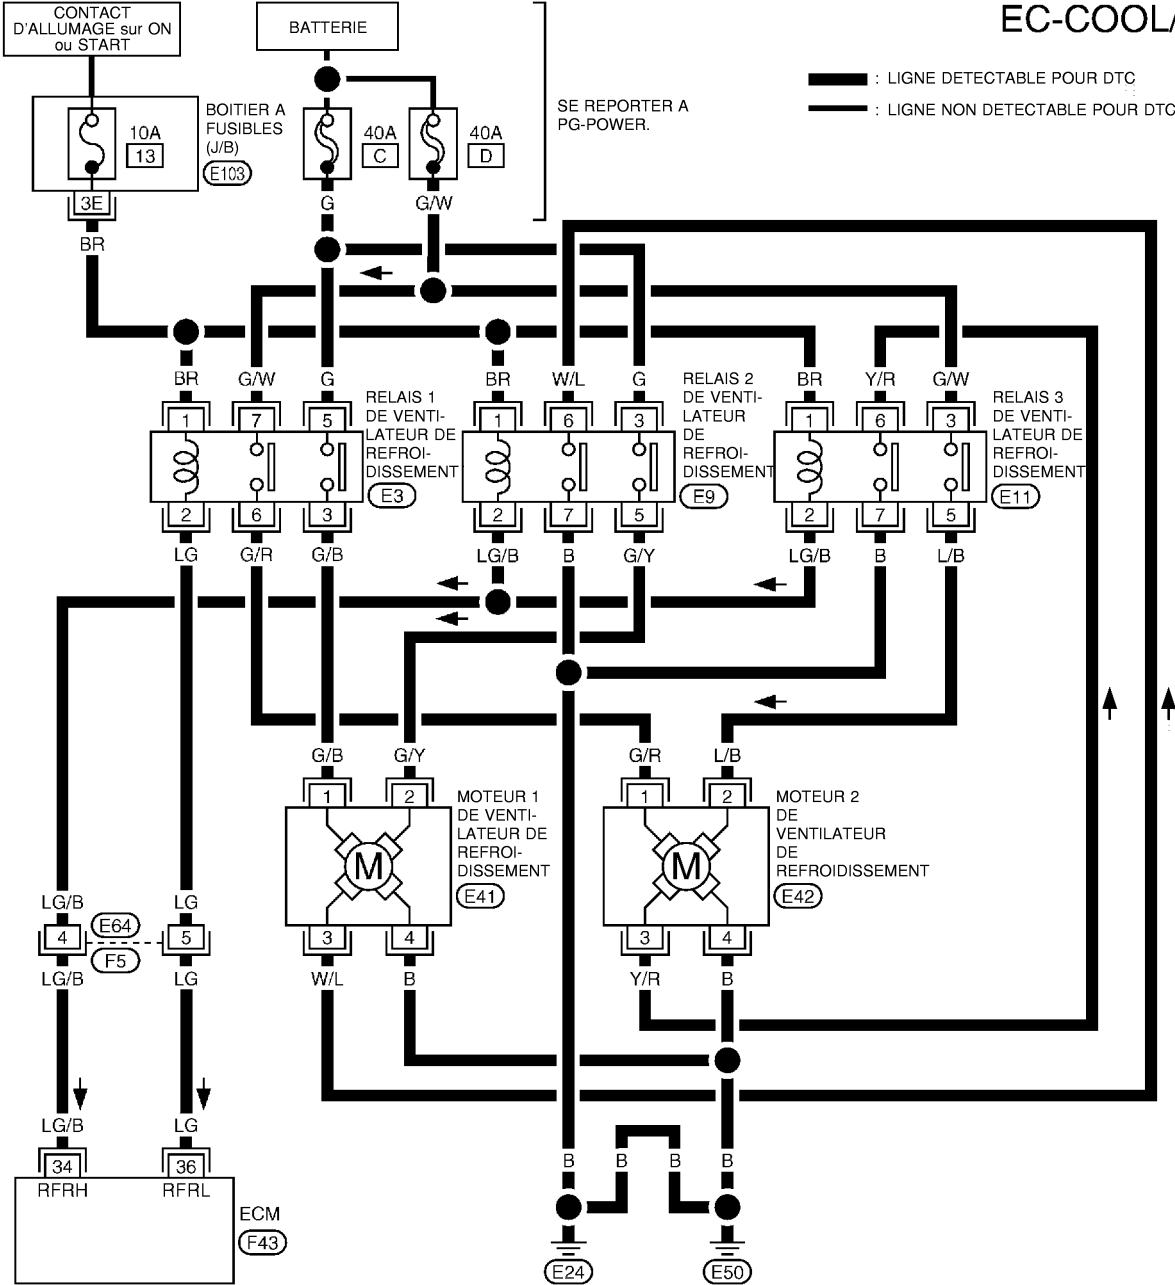 CONTACT
D'ALLUMAGE sur ON
ou START
BATTERIE
EC-COOL/
: LIGNE DETECTABLE POUR DTC
: LIGNE NON DETECTABLE POUR DTC
SE REPORTER A
PG-POWER.
10A
13
BOITIER A
FUSIBLES
(J/B)
E103
40A
C
40A
D
3E
G
G/W
BR
BR
G/W
G
BR
W/L
G
BR
Y/R
G/W
1
7
5
RELAIS 1
DE VENTI-
LATEUR DE
REFROI-
DISSEMENT
E3
1
6
3
RELAIS 2
DE VENTI-
LATEUR
DE
REFROI-
DISSEMENT
E9
1
6
3
RELAIS 3
DE VENTI-
LATEUR DE
REFROI-
DISSEMENT
E11
2
6
3
2
7
5
2
7
5
LG
G/R
G/B
LG/B
B
G/Y
LG/B
B
L/B
G/B
G/Y
G/R
L/B
1
2
MOTEUR 1
DE VENTI-
LATEUR DE
REFROI-
DISSEMENT
E41
M
1
2
MOTEUR 2
DE
VENTILATEUR
DE
REFROIDISSEMENT
E42
M
LG/B
LG
4
E64
F5
5
3
4
3
4
LG/B
LG
W/L
B
Y/R
B
LG/B
LG
34
36
RFRH
RFRL
ECM
F43
B
B
B
B
E24
E50